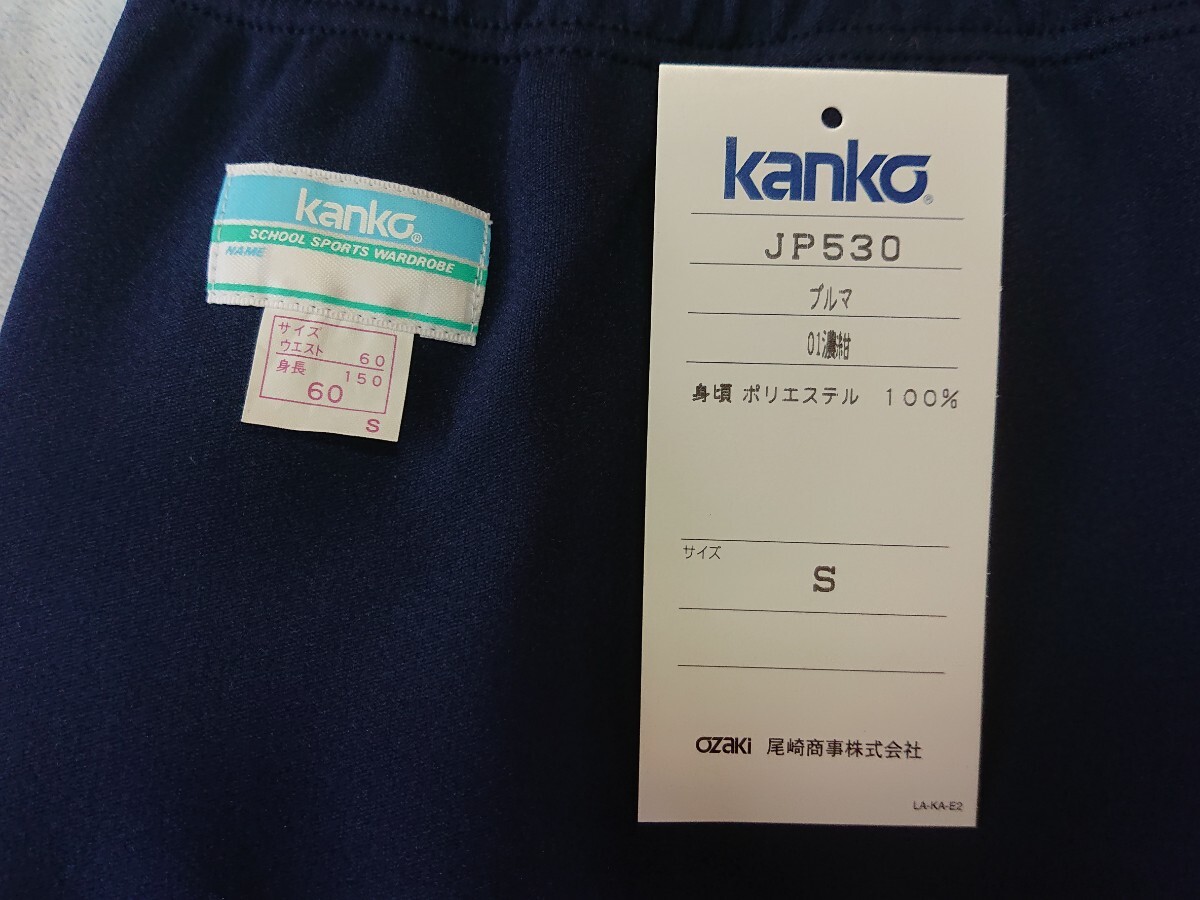 kanko®
SCHOOL SPORTS WARDROBE
NAME
サイズ
ウエスト 60
身長 150
60
S
kanko®
JP530
ブルマ
01濃紺
身頃 ポリエステル 100%
サイズ
S
OZAKI 尾崎商事株式会社
LA-KA-E2